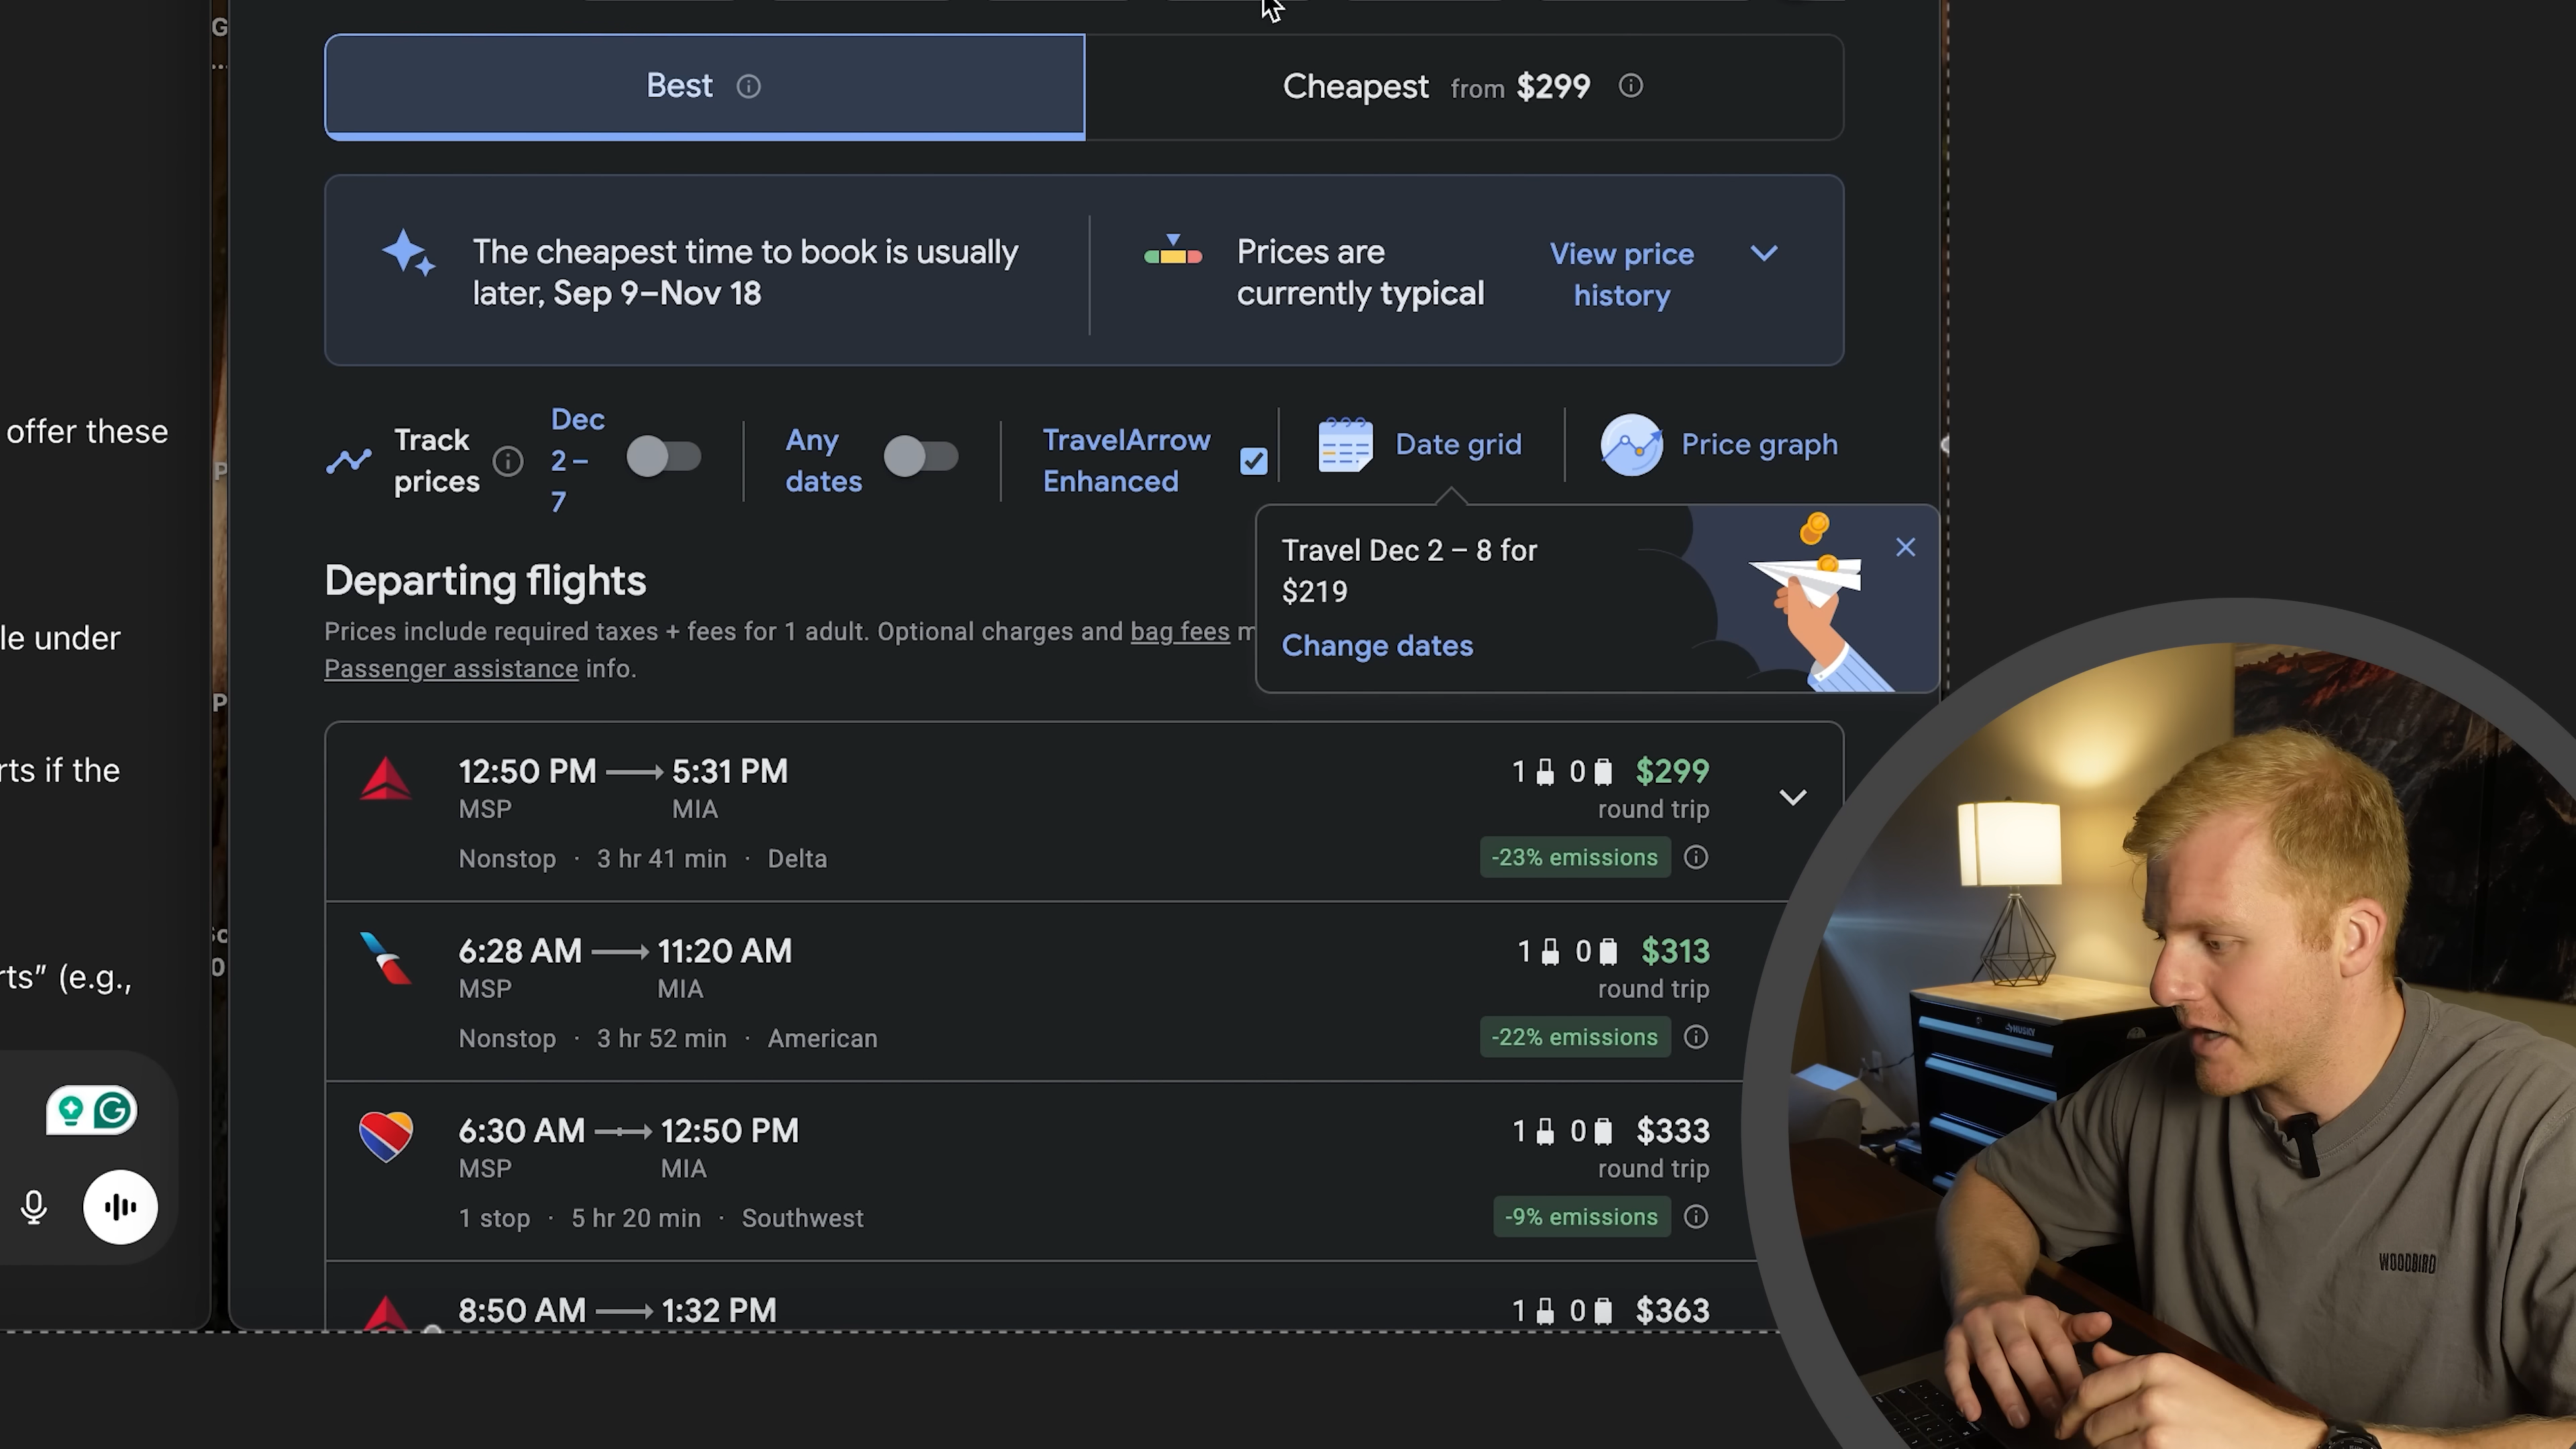 G
Best
Cheapest from $299
The cheapest time to book is usually
later, Sep 9–Nov 18
Prices are
currently typical
View price
history
offer these
P
Track
prices
Dec
2 –
7
Any
dates
TravelArrow
Enhanced
Date grid
Price graph
Travel Dec 2 – 8 for
$219
Change dates
Departing flights
Prices include required taxes + fees for 1 adult. Optional charges and bag fees m
Passenger assistance info.
le under
P
rts if the
12:50 PM 5:31 PM
MSP MIA
Nonstop · 3 hr 41 min · Delta
1 0 $299
round trip
-23% emissions
6:28 AM 11:20 AM
MSP MIA
Nonstop · 3 hr 52 min · American
1 0 $313
round trip
-22% emissions
0
rts” (e.g.,
6:30 AM 12:50 PM
MSP MIA
1 stop · 5 hr 20 min · Southwest
1 0 $333
round trip
-9% emissions
8:50 AM 1:32 PM
1 0 $363
HUSKY
WOODBIRD